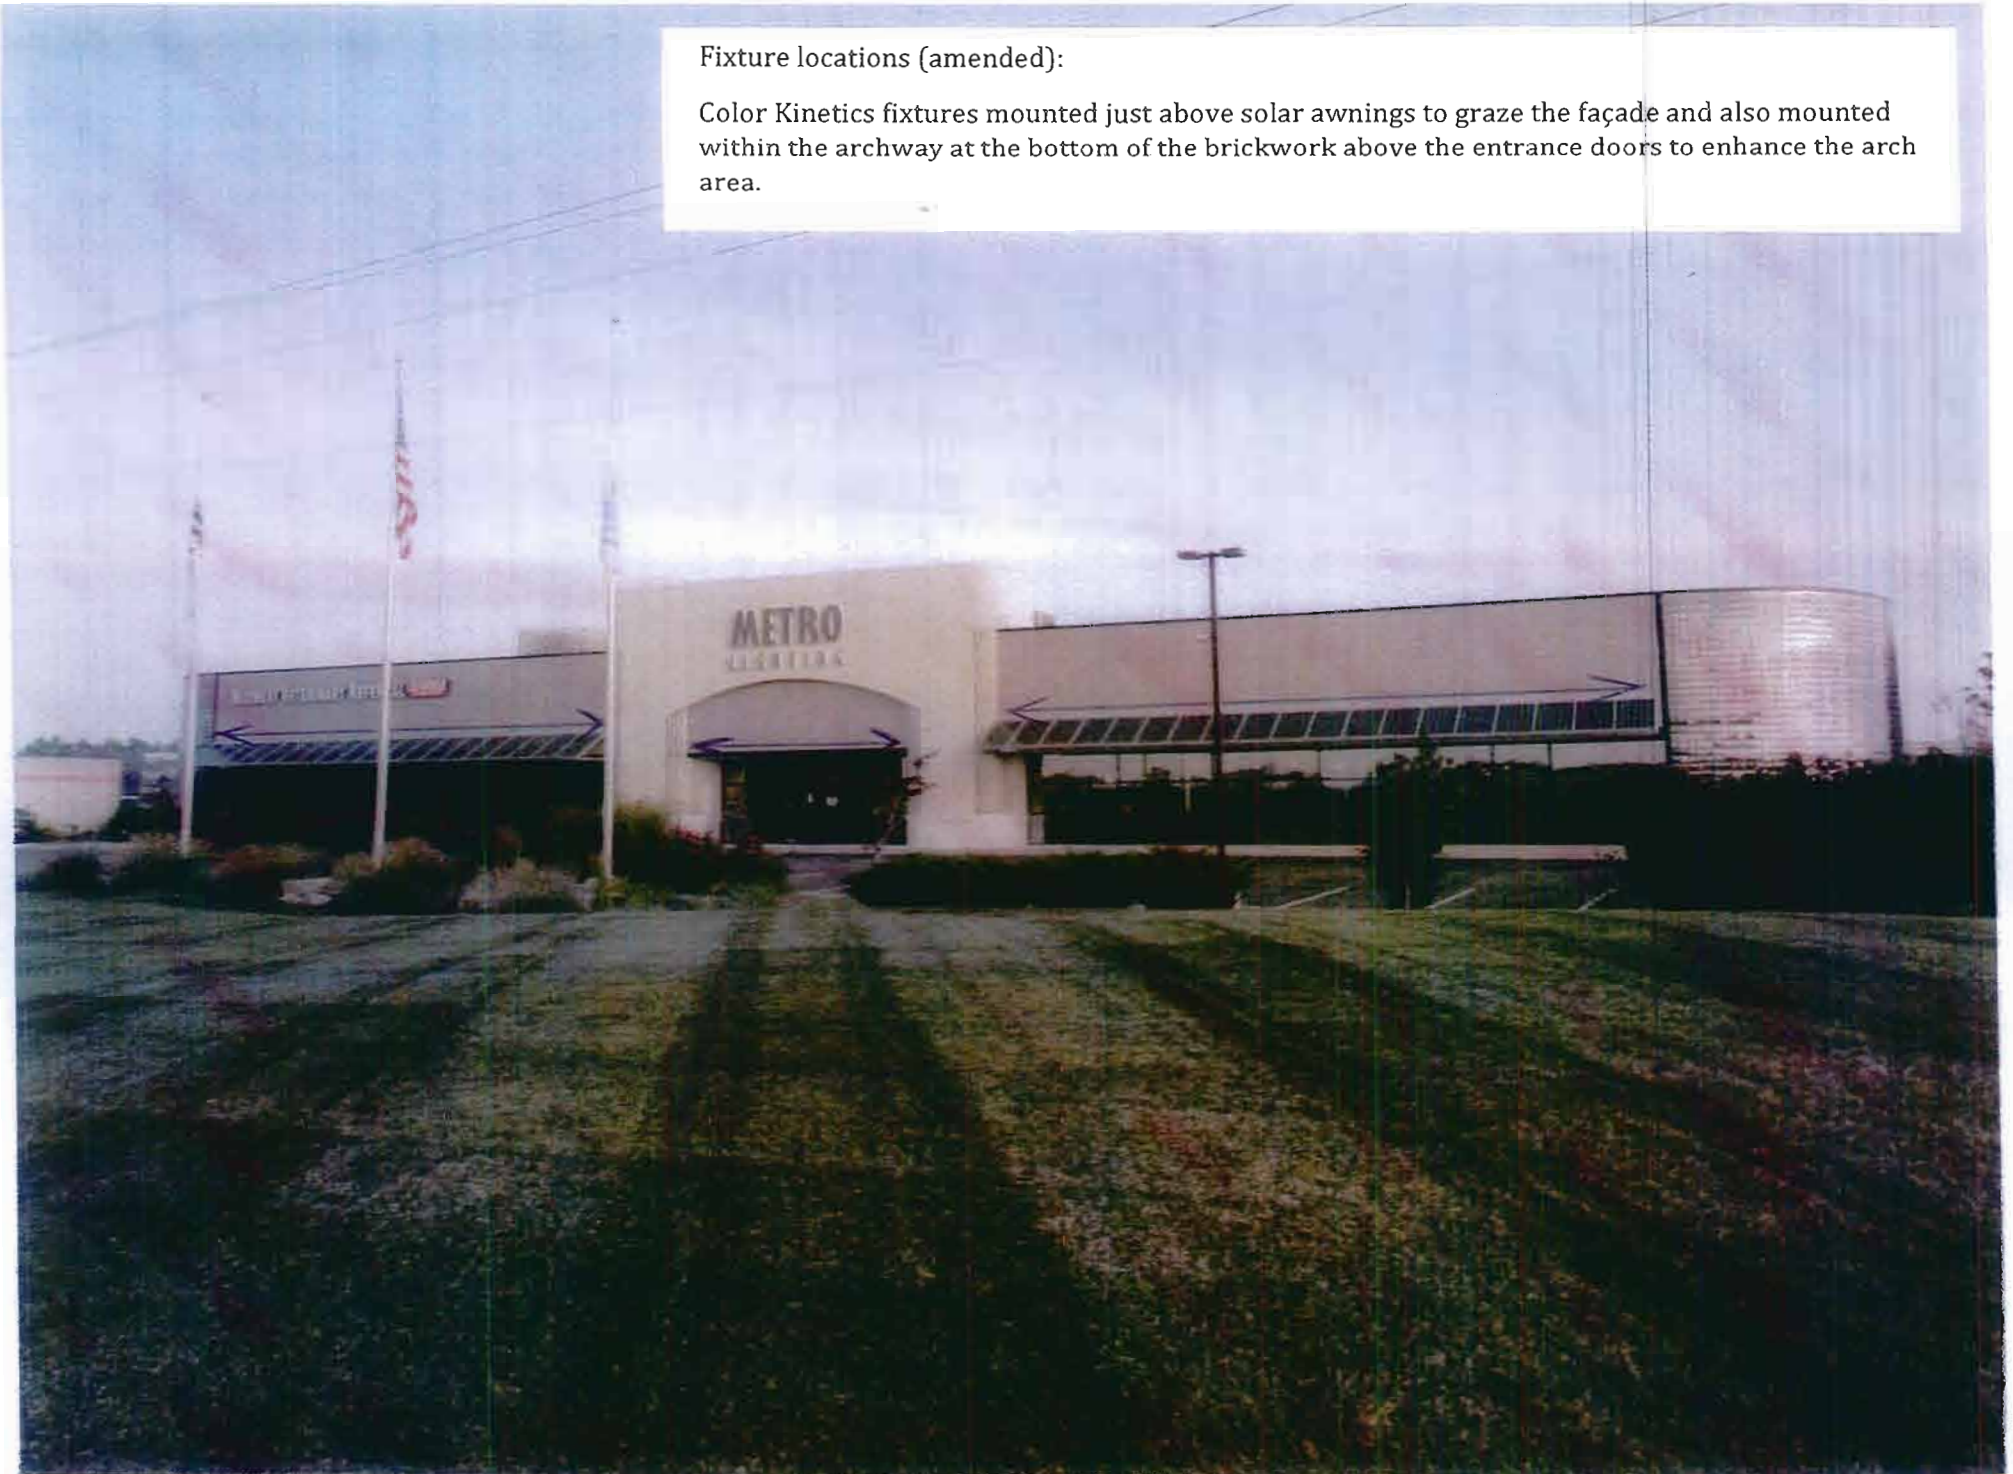 Fixture locations (amended):
Color Kinetics fixtures mounted just above solar awnings to graze the façade and also mounted
within the archway at the bottom of the brickwork above the entrance doors to enhance the arch
area.
METRO
LIGHTING